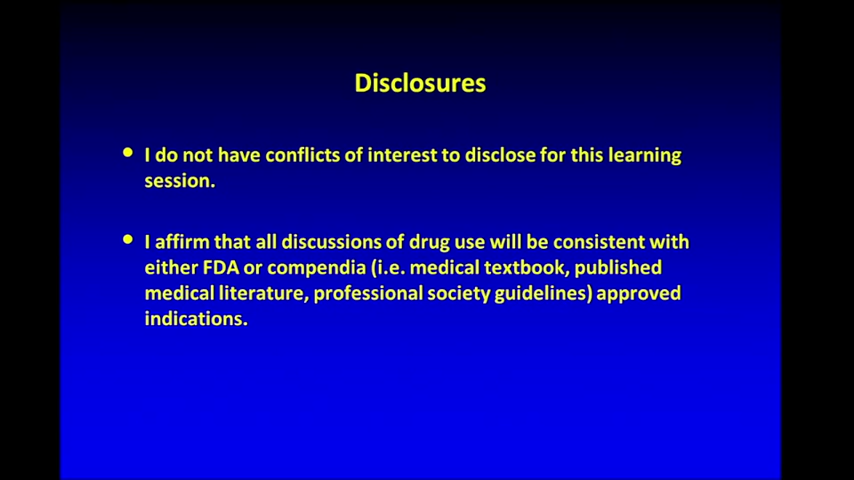 Disclosures
• I do not have conflicts of interest to disclose for this learning
session.
• I affirm that all discussions of drug use will be consistent with
either FDA or compendia (i.e. medical textbook, published
medical literature, professional society guidelines) approved
indications.